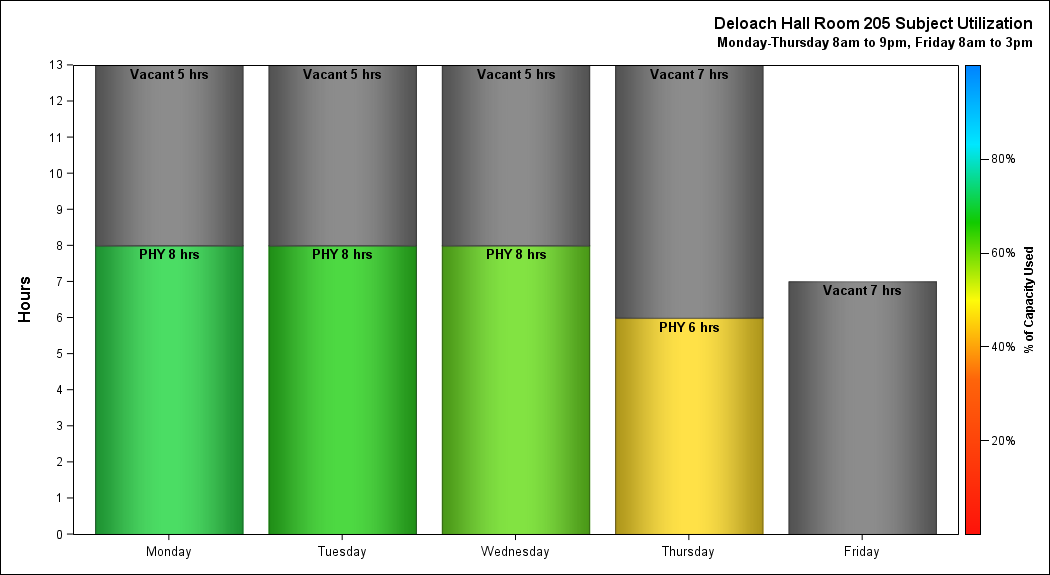 Deloach Hall Room 205 Subject Utilization
Monday-Thursday 8am to 9pm, Friday 8am to 3pm
13
12
11
10
9
8
7
6
5
4
3
2
1
0
Hours
Vacant 5 hrs
Vacant 5 hrs
Vacant 5 hrs
Vacant 7 hrs
PHY 8 hrs
PHY 8 hrs
PHY 8 hrs
Vacant 7 hrs
PHY 6 hrs
Monday
Tuesday
Wednesday
Thursday
Friday
80%
60%
40%
20%
% of Capacity Used